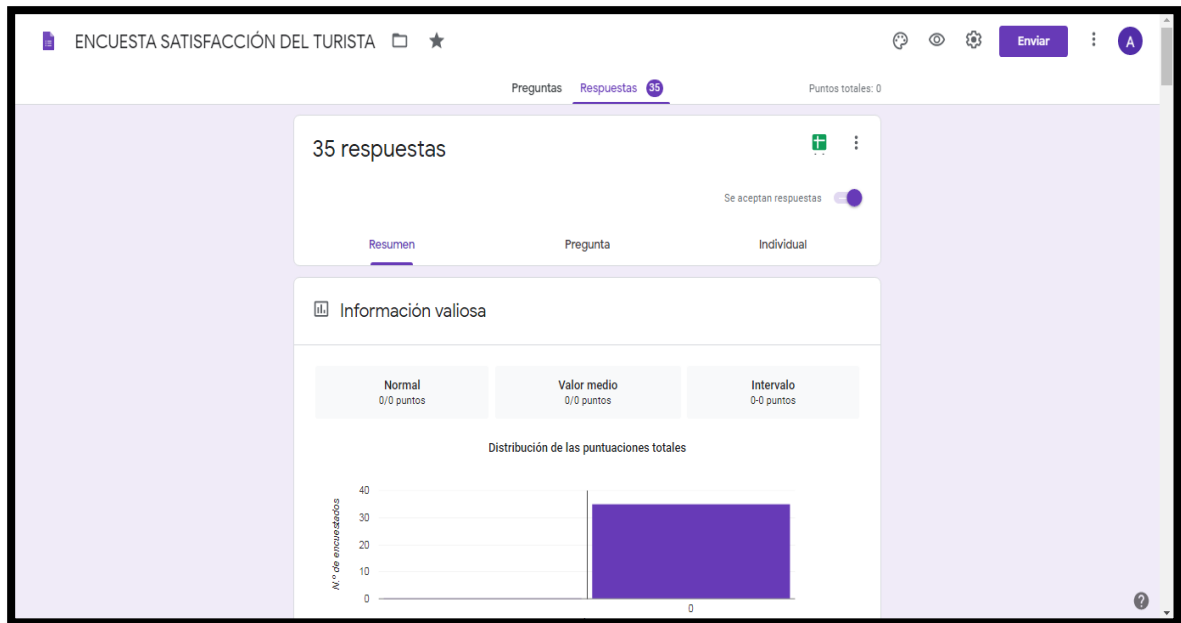 ENCUESTA SATISFACCIÓN DEL TURISTA
Enviar
A
Preguntas Respuestas 35
Puntos totales: 0
35 respuestas
Se aceptan respuestas
Resumen Pregunta Individual
Información valiosa
Normal Valor medio Intervalo
0/0 puntos 0/0 puntos 0-0 puntos
Distribución de las puntuaciones totales
N.º de encuestados
40
30
20
10
0
0